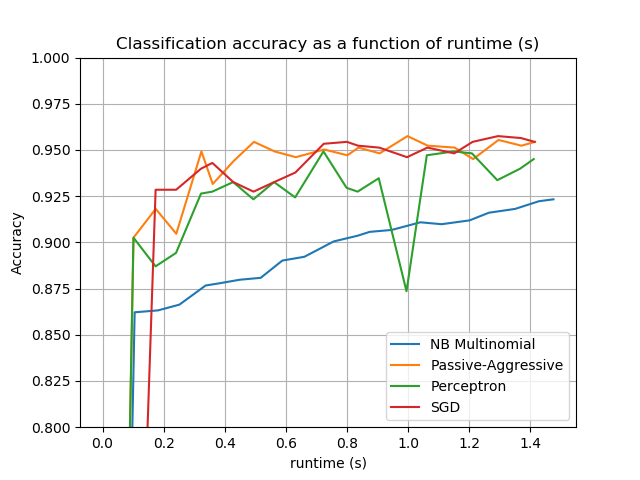 Classification accuracy as a function of runtime (s)
1.000
0.975
0.950
0.925
0.900
0.875
0.850
0.825
0.800
Accuracy
0.0 0.2 0.4 0.6 0.8 1.0 1.2 1.4
runtime (s)
NB Multinomial
Passive-Aggressive
Perceptron
SGD